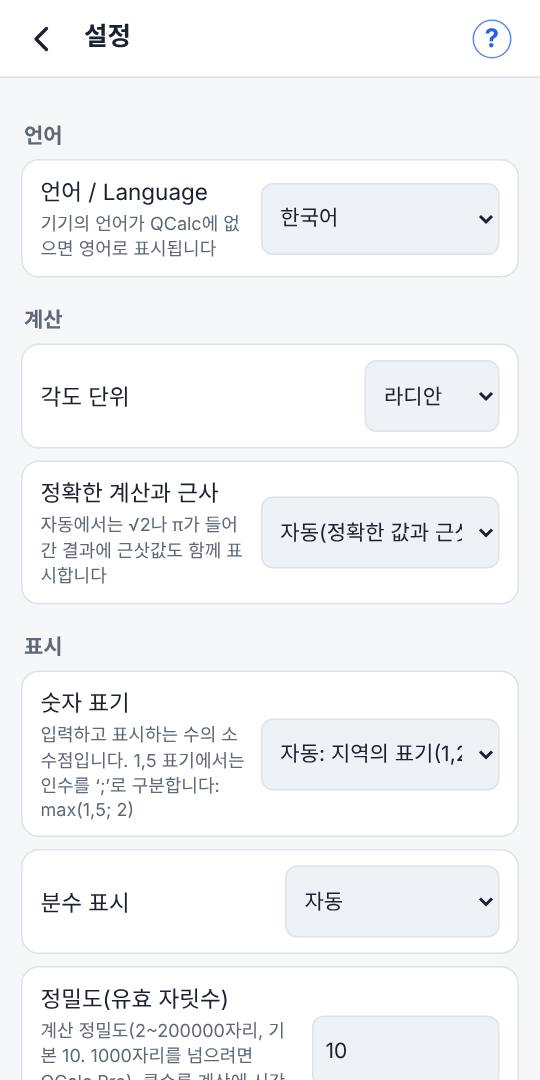 설정
?
언어
언어 / Language
기기의 언어가 QCalc에 없
으면 영어로 표시됩니다
한국어
계산
각도 단위
라디안
정확한 계산과 근사
자동에서는 √2나 π가 들어
간 결과에 근삿값도 함께 표
시합니다
자동(정확한 값과 근
표시
숫자 표기
입력하고 표시하는 수의 소
수점입니다. 1,5 표기에서는
인수를 ‘;’로 구분합니다:
max(1,5; 2)
자동: 지역의 표기(1,2
분수 표시
자동
정밀도(유효 자릿수)
계산 정밀도(2~200000자리, 기
본 10. 1000자리를 넘으려면
10